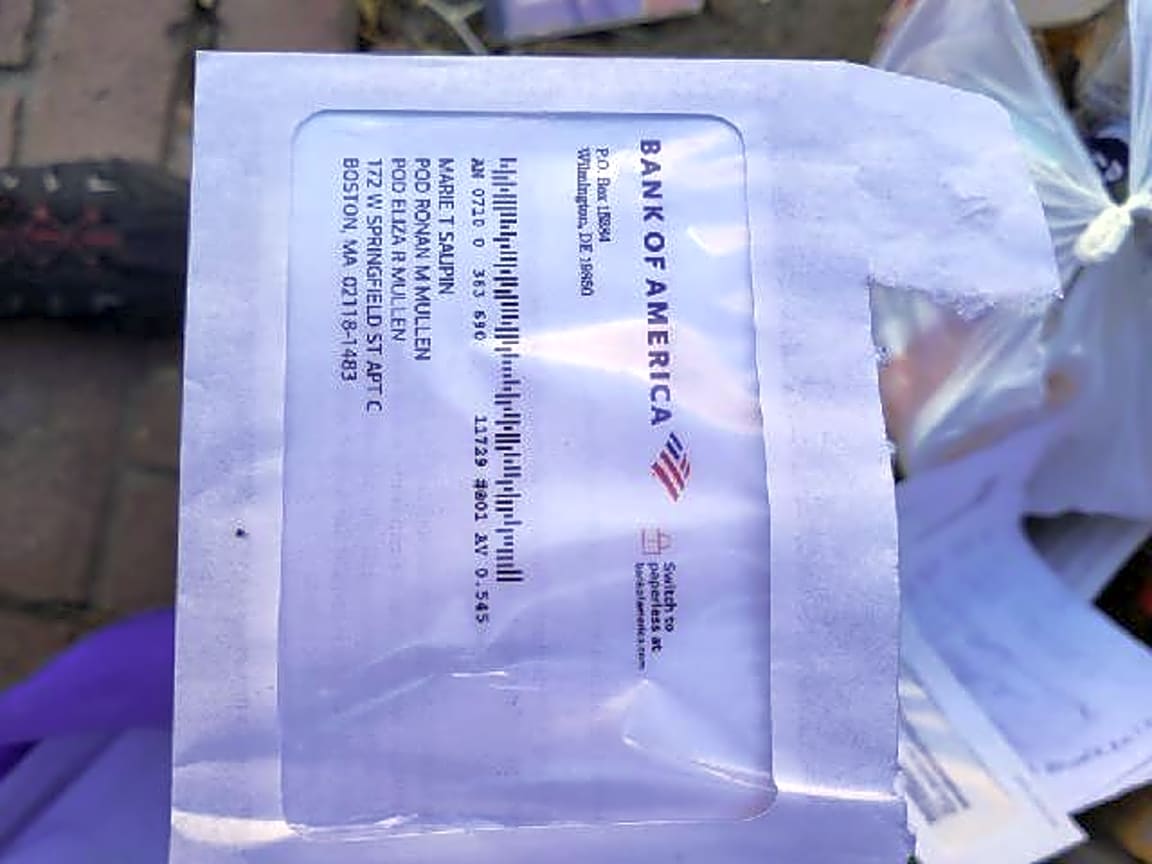 BANK OF AMERICA
Switch to
paperless at
bankofamerica.com
P.O. Box 15284
Wilmington, DE 19850
AN 0710 0 363 690 11729 #@01 AV 0.545
MARIE T SAUPIN
POD RONAN M MULLEN
POD ELIZA R MULLEN
172 W SPRINGFIELD ST APT C
BOSTON, MA 02118-1483